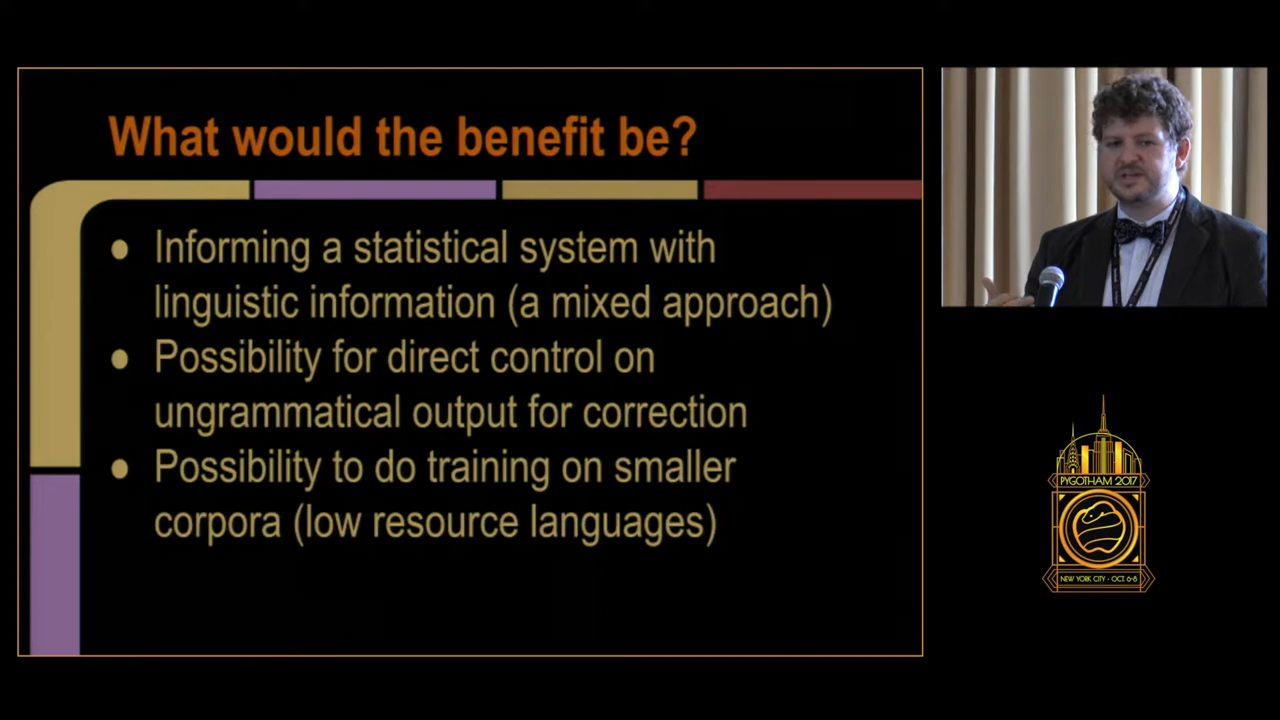 What would the benefit be?
● Informing a statistical system with
linguistic information (a mixed approach)
● Possibility for direct control on
ungrammatical output for correction
● Possibility to do training on smaller
corpora (low resource languages)
PYGOTHAM 2017
NEW YORK CITY - OCT. 6-8